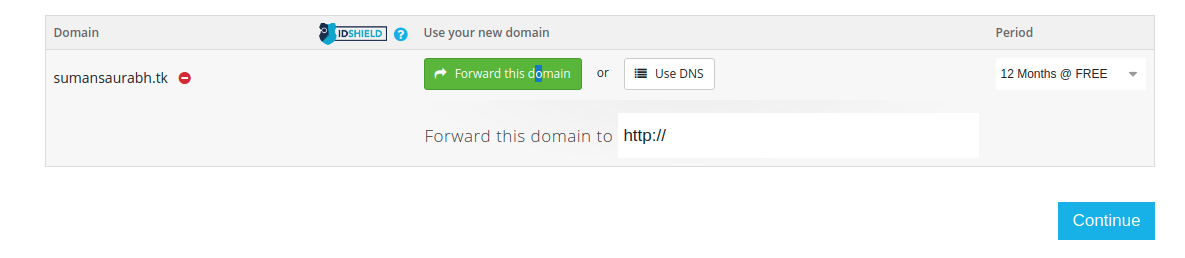 Domain IDSHIELD ? Use your new domain Period
sumansaurabh.tk Forward this domain or Use DNS 12 Months @ FREE
Forward this domain to http://
Continue